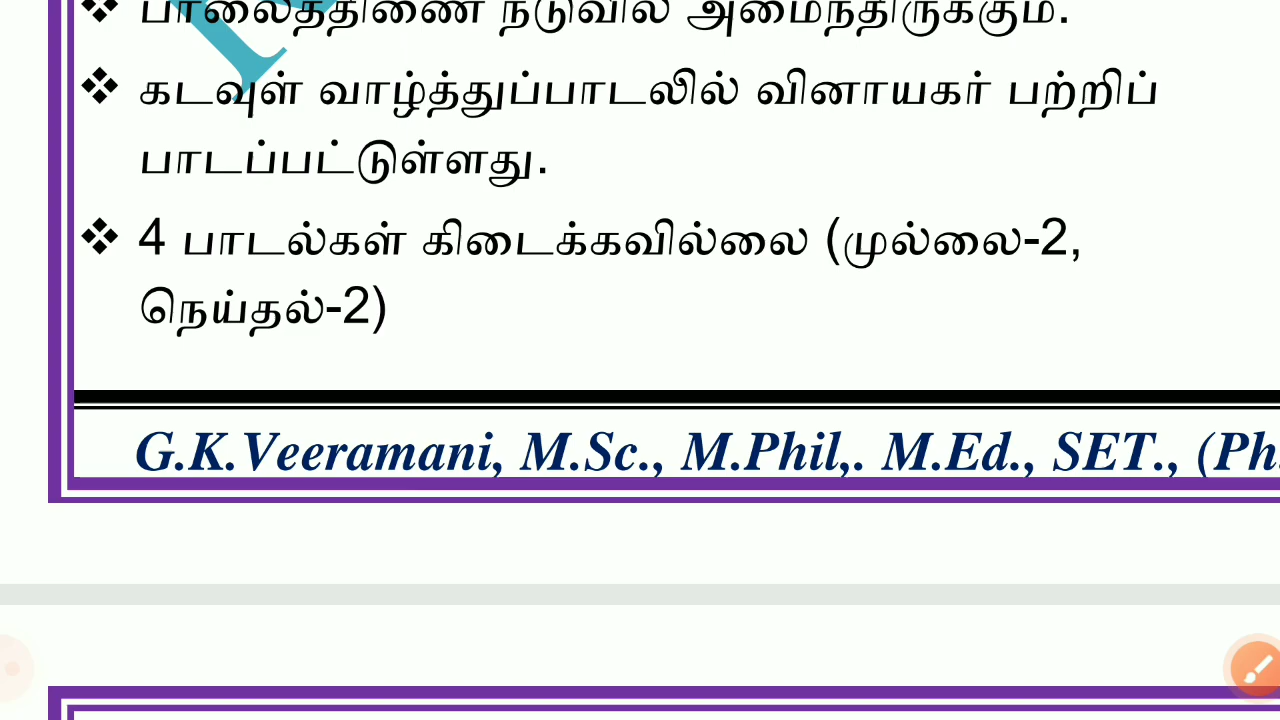 ❖ பாலைத்திணை நடுவில் அமைந்திருக்கும்.
❖ கடவுள் வாழ்த்துப்பாடலில் வினாயகர் பற்றிப்
பாடப்பட்டுள்ளது.
❖ 4 பாடல்கள் கிடைக்கவில்லை (முல்லை-2,
நெய்தல்-2)
G.K.Veeramani, M.Sc., M.Phil,. M.Ed., SET., (Ph.